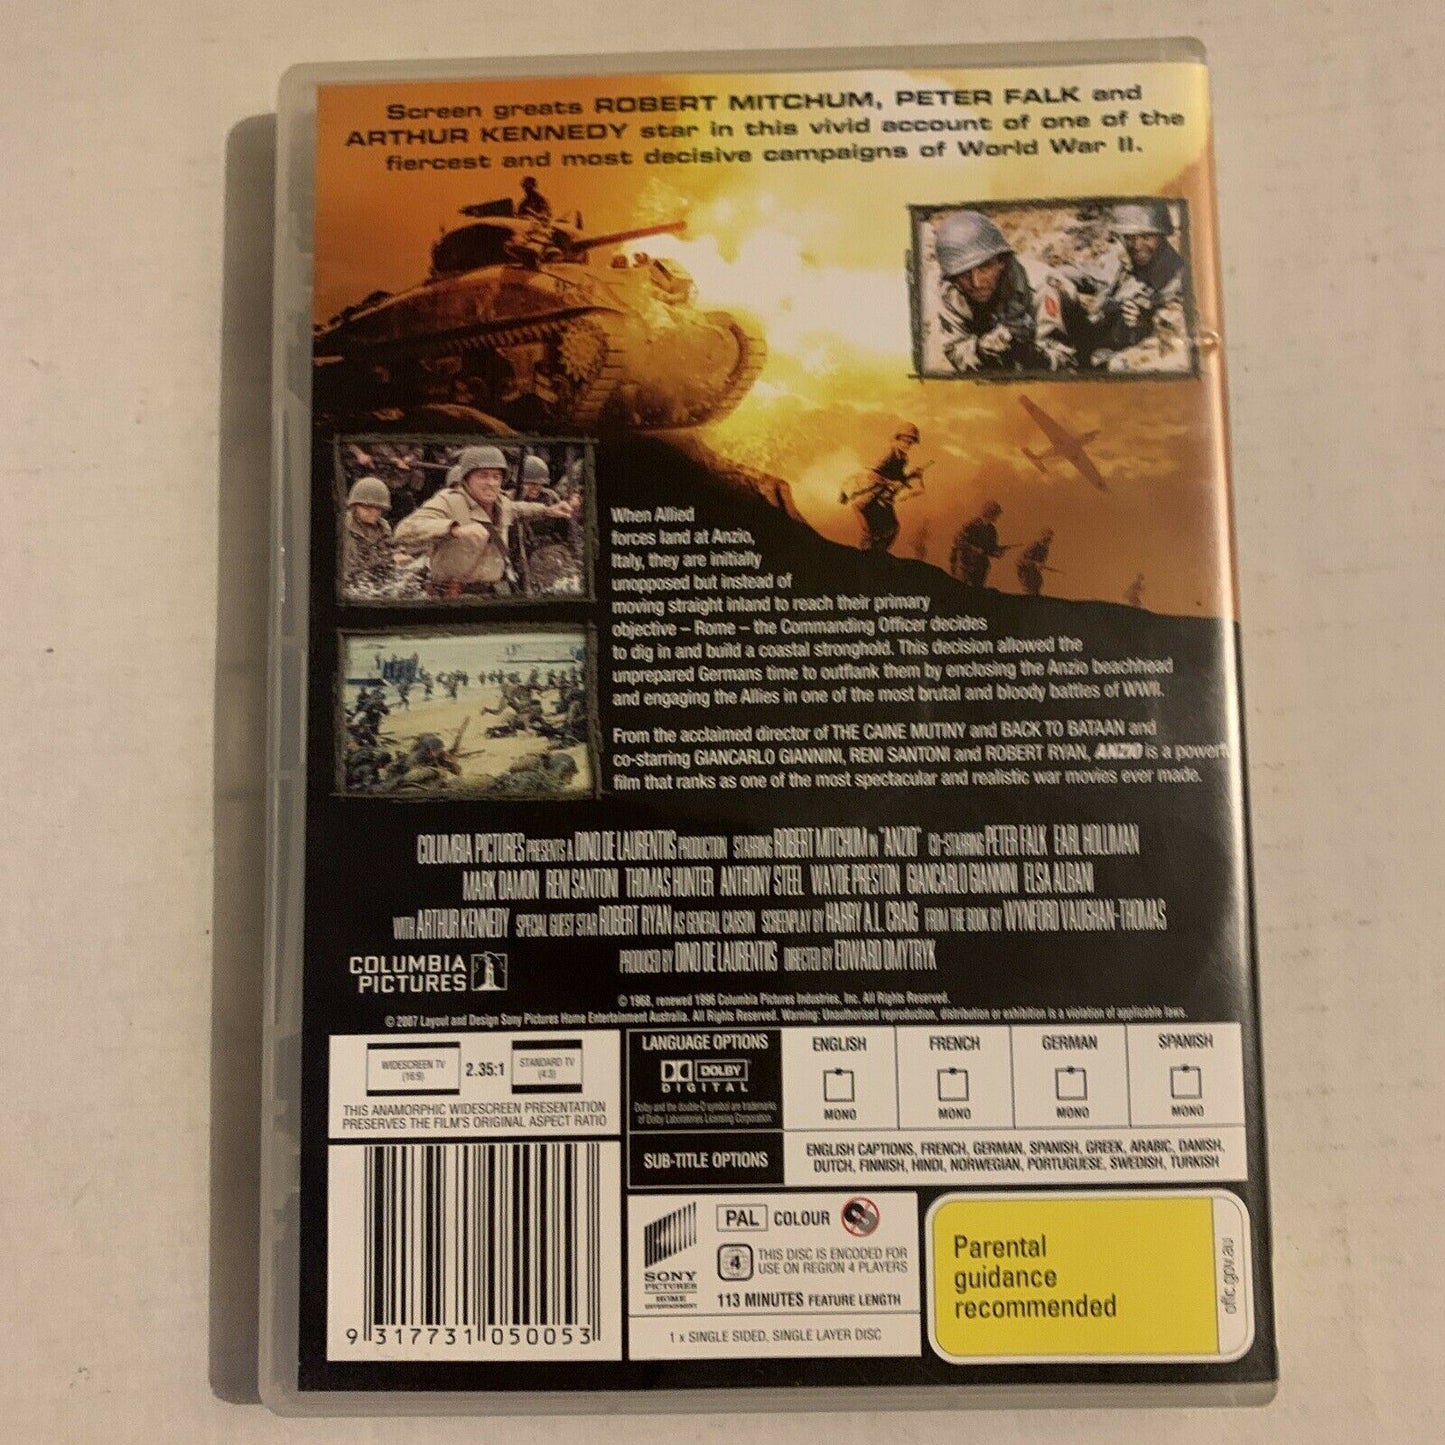 Screen greats ROBERT MITCHUM, PETER FALK and
ARTHUR KENNEDY star in this vivid account of one of the
fiercest and most decisive campaigns of World War II.
When Allied
forces land at Anzio,
Italy, they are initially
unopposed but instead of
moving straight inland to reach their primary
objective – Rome – the Commanding Officer decides
to dig in and build a coastal stronghold. This decision allowed the
unprepared Germans time to outflank them by enclosing the Anzio beachhead
and engaging the Allies in one of the most brutal and bloody battles of WWII.
From the acclaimed director of THE CAINE MUTINY and BACK TO BATAAN and
co-starring GIANCARLO GIANNINI, RENI SANTONI and ROBERT RYAN, ANZIO is a powerf
film that ranks as one of the most spectacular and realistic war movies ever made.
COLUMBIA PICTURES PRESENTS A DINO DE LAURENTIIS PRODUCTION STARRING ROBERT MITCHUM IN "ANZIO" CO-STARRING PETER FALK EARL HOLLIMAN
MARK DAMON RENI SANTONI THOMAS HUNTER ANTHONY STEEL WAYDE PRESTON GIANCARLO GIANNINI ELSA ALBANI
WITH ARTHUR KENNEDY SPECIAL GUEST STAR ROBERT RYAN AS GENERAL CARSON SCREENPLAY BY HARRY A.L. CRAIG FROM THE BOOK BY WYNFORD VAUGHAN-THOMAS
PRODUCED BY DINO DE LAURENTIIS DIRECTED BY EDWARD DMYTRYK
COLUMBIA
PICTURES
© 1968, renewed 1996 Columbia Pictures Industries, Inc. All Rights Reserved.
© 2007 Layout and Design Sony Pictures Home Entertainment Australia. All Rights Reserved. Warning: Unauthorised reproduction, distribution or exhibition is a violation of applicable laws.
WIDESCREEN TV
(16:9)
2.35:1
STANDARD TV
(4:3)
THIS ANAMORPHIC WIDESCREEN PRESENTATION
PRESERVES THE FILM'S ORIGINAL ASPECT RATIO
LANGUAGE OPTIONS
DOLBY
DIGITAL
Dolby and the double-D symbol are trademarks
of Dolby Laboratories Licensing Corporation
ENGLISH
MONO
FRENCH
MONO
GERMAN
MONO
SPANISH
MONO
SUB-TITLE OPTIONS
ENGLISH CAPTIONS, FRENCH, GERMAN, SPANISH, GREEK, ARABIC, DANISH,
DUTCH, FINNISH, HINDI, NORWEGIAN, PORTUGUESE, SWEDISH, TURKISH
9 317731 050053
SONY
PICTURES
HOME
ENTERTAINMENT
PAL COLOUR
4
THIS DISC IS ENCODED FOR
USE ON REGION 4 PLAYERS
113 MINUTES FEATURE LENGTH
1 x SINGLE SIDED, SINGLE LAYER DISC
Parental
guidance
recommended
oflc.gov.au